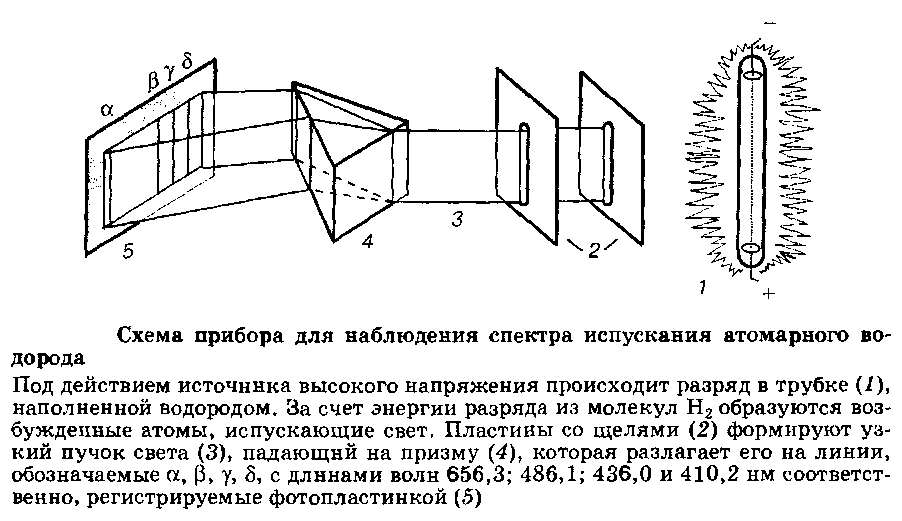 α β γ δ
−
5
4
3
2
1
+
Схема прибора для наблюдения спектра испускания атомарного во-
дорода
Под действием источника высокого напряжения происходит разряд в трубке (1),
наполненной водородом. За счет энергии разряда из молекул H₂ образуются воз-
бужденные атомы, испускающие свет. Пластины со щелями (2) формируют уз-
кий пучок света (3), падающий на призму (4), которая разлагает его на линии,
обозначаемые α, β, γ, δ, с длинами волн 656,3; 486,1; 436,0 и 410,2 нм соответст-
венно, регистрируемые фотопластинкой (5)